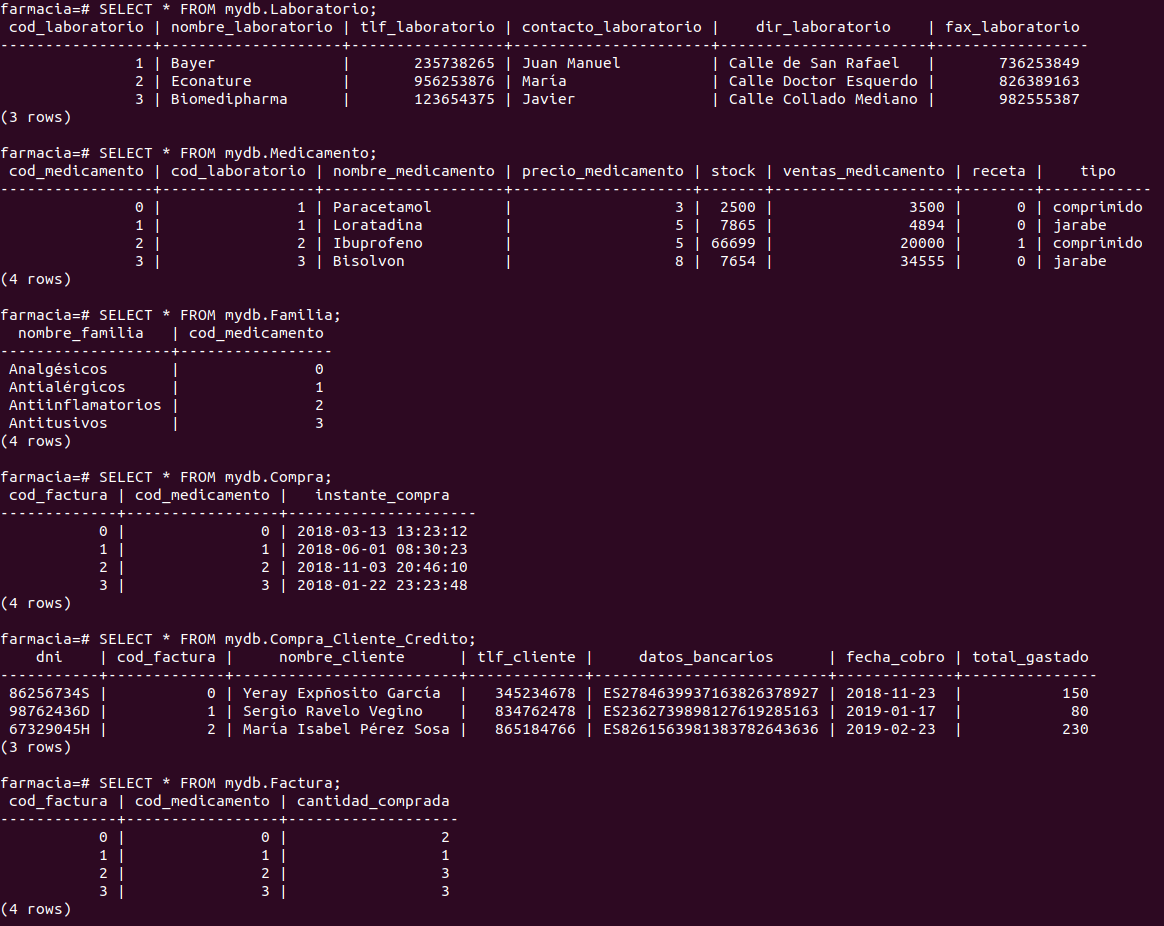 farmacia=# SELECT * FROM mydb.Laboratorio;
 cod_laboratorio | nombre_laboratorio | tlf_laboratorio | contacto_laboratorio |    dir_laboratorio    | fax_laboratorio
-----------------+--------------------+-----------------+----------------------+-----------------------+-----------------
               1 | Bayer              |       235738265 | Juan Manuel          | Calle de San Rafael   |       736253849
               2 | Econature          |       956253876 | María                | Calle Doctor Esquerdo |       826389163
               3 | Biomedipharma      |       123654375 | Javier               | Calle Collado Mediano |       982555387
(3 rows)

farmacia=# SELECT * FROM mydb.Medicamento;
 cod_medicamento | cod_laboratorio | nombre_medicamento | precio_medicamento | stock | ventas_medicamento | receta |    tipo
-----------------+-----------------+--------------------+--------------------+-------+--------------------+--------+------------
               0 |               1 | Paracetamol        |                  3 |  2500 |               3500 |      0 | comprimido
               1 |               1 | Loratadina         |                  5 |  7865 |               4894 |      0 | jarabe
               2 |               2 | Ibuprofeno         |                  5 | 66699 |              20000 |      1 | comprimido
               3 |               3 | Bisolvon           |                  8 |  7654 |              34555 |      0 | jarabe
(4 rows)

farmacia=# SELECT * FROM mydb.Familia;
  nombre_familia   | cod_medicamento
-------------------+-----------------
 Analgésicos       |               0
 Antialérgicos     |               1
 Antiinflamatorios |               2
 Antitusivos       |               3
(4 rows)

farmacia=# SELECT * FROM mydb.Compra;
 cod_factura | cod_medicamento |   instante_compra
-------------+-----------------+---------------------
           0 |               0 | 2018-03-13 13:23:12
           1 |               1 | 2018-06-01 08:30:23
           2 |               2 | 2018-11-03 20:46:10
           3 |               3 | 2018-01-22 23:23:48
(4 rows)

farmacia=# SELECT * FROM mydb.Compra_Cliente_Credito;
    dni    | cod_factura |     nombre_cliente      | tlf_cliente |     datos_bancarios      | fecha_cobro | total_gastado
-----------+-------------+-------------------------+-------------+--------------------------+-------------+---------------
 86256734S |           0 | Yeray Expñosito García  |   345234678 | ES2784639937163826378927 | 2018-11-23  |           150
 98762436D |           1 | Sergio Ravelo Vegino    |   834762478 | ES2362739898127619285163 | 2019-01-17  |            80
 67329045H |           2 | María Isabel Pérez Sosa |   865184766 | ES8261563981383782643636 | 2019-02-23  |           230
(3 rows)

farmacia=# SELECT * FROM mydb.Factura;
 cod_factura | cod_medicamento | cantidad_comprada
-------------+-----------------+-------------------
           0 |               0 |                 2
           1 |               1 |                 1
           2 |               2 |                 3
           3 |               3 |                 3
(4 rows)